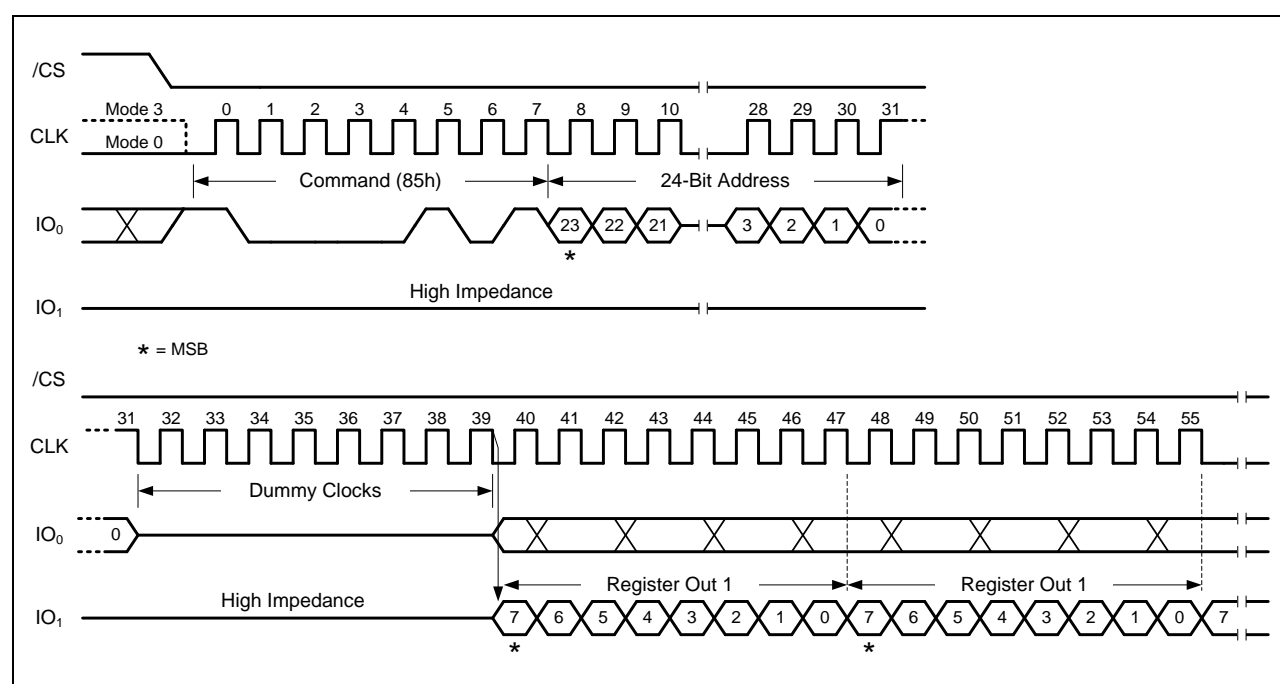 /CS
Mode 3 0 1 2 3 4 5 6 7 8 9 10 28 29 30 31
CLK
Mode 0
Command (85h) 24-Bit Address
IO0 23 22 21 3 2 1 0
*
High Impedance
IO1
* = MSB
/CS
31 32 33 34 35 36 37 38 39 40 41 42 43 44 45 46 47 48 49 50 51 52 53 54 55
CLK
Dummy Clocks
IO0 0
Register Out 1 Register Out 1
High Impedance
IO1 7 6 5 4 3 2 1 0 7 6 5 4 3 2 1 0 7
* *